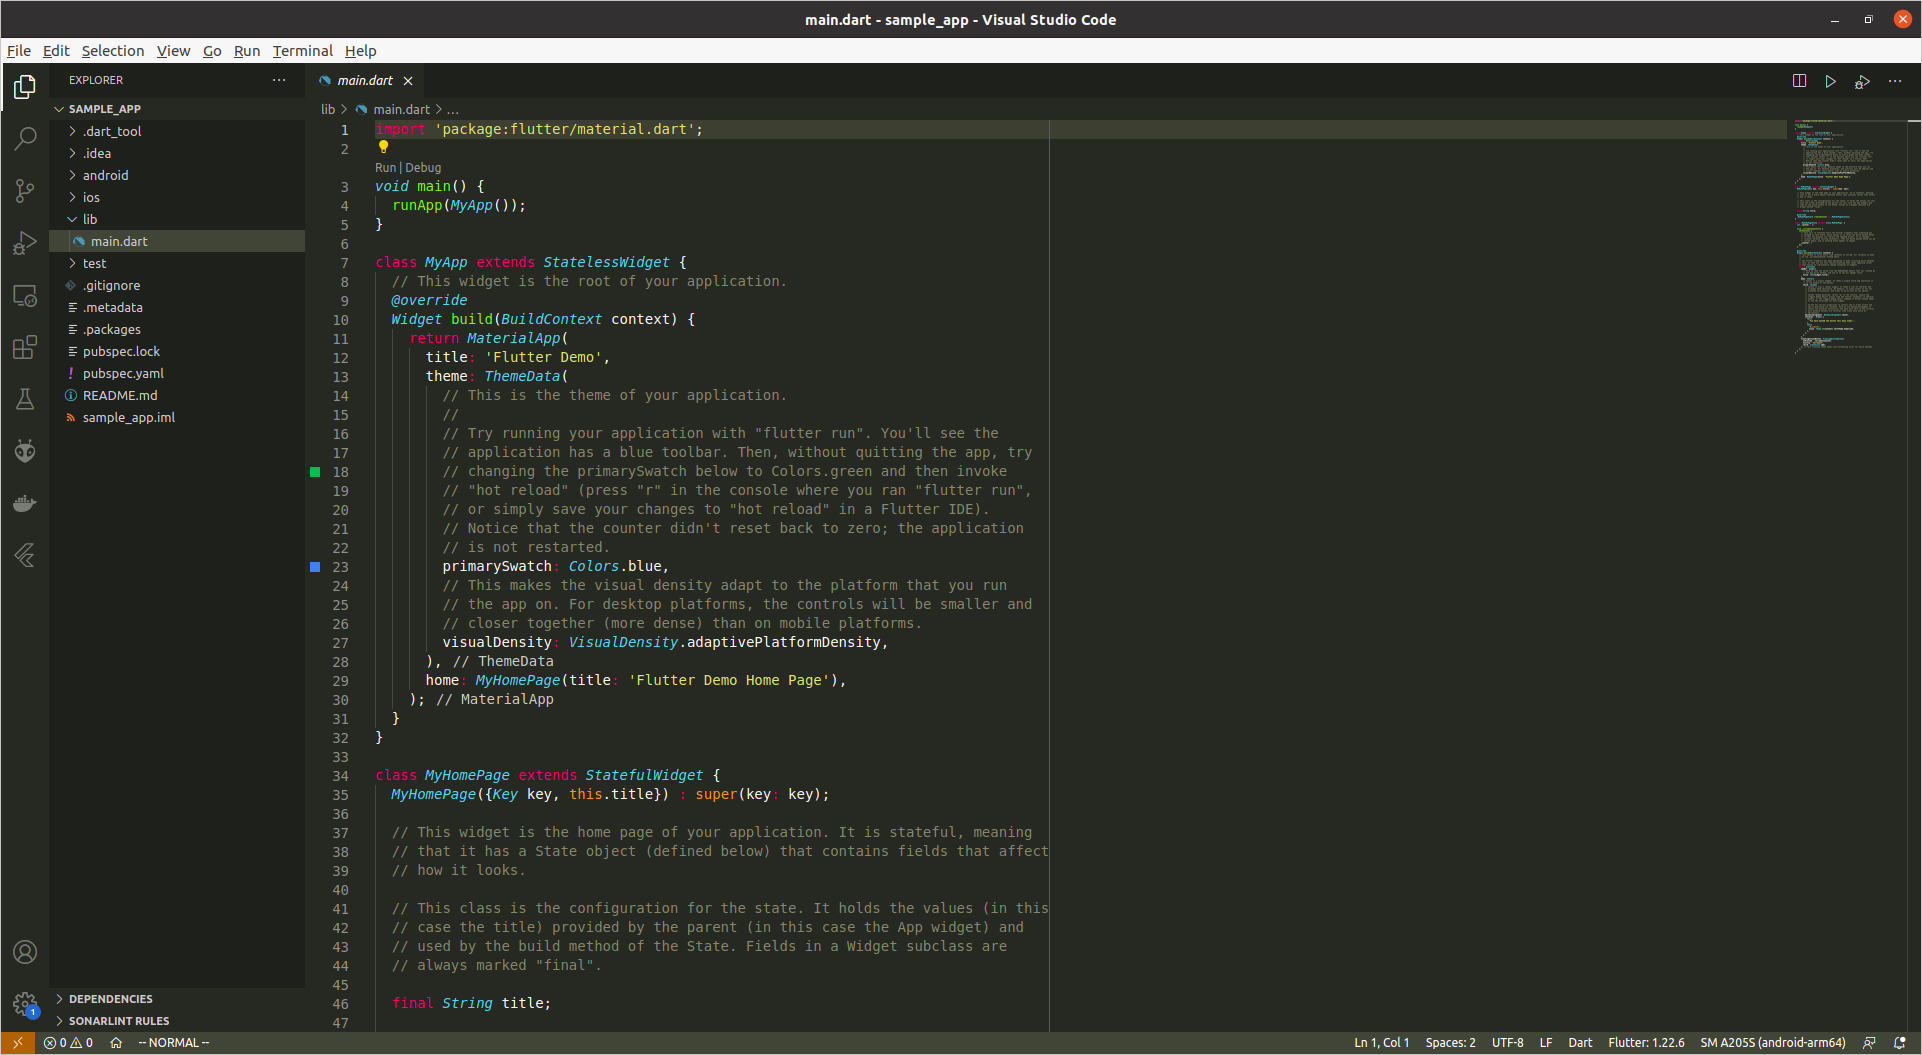 main.dart - sample_app - Visual Studio Code
File Edit Selection View Go Run Terminal Help
EXPLORER
SAMPLE_APP
.dart_tool
.idea
android
ios
lib
main.dart
test
.gitignore
.metadata
.packages
pubspec.lock
! pubspec.yaml
README.md
sample_app.iml
DEPENDENCIES
SONARLINT RULES
main.dart
lib > main.dart > ...
1 import 'package:flutter/material.dart';
2
Run | Debug
3 void main() {
4 runApp(MyApp());
5 }
6
7 class MyApp extends StatelessWidget {
8 // This widget is the root of your application.
9 @override
10 Widget build(BuildContext context) {
11 return MaterialApp(
12 title: 'Flutter Demo',
13 theme: ThemeData(
14 // This is the theme of your application.
15 //
16 // Try running your application with "flutter run". You'll see the
17 // application has a blue toolbar. Then, without quitting the app, try
18 // changing the primarySwatch below to Colors.green and then invoke
19 // "hot reload" (press "r" in the console where you ran "flutter run",
20 // or simply save your changes to "hot reload" in a Flutter IDE).
21 // Notice that the counter didn't reset back to zero; the application
22 // is not restarted.
23 primarySwatch: Colors.blue,
24 // This makes the visual density adapt to the platform that you run
25 // the app on. For desktop platforms, the controls will be smaller and
26 // closer together (more dense) than on mobile platforms.
27 visualDensity: VisualDensity.adaptivePlatformDensity,
28 ), // ThemeData
29 home: MyHomePage(title: 'Flutter Demo Home Page'),
30 ); // MaterialApp
31 }
32 }
33
34 class MyHomePage extends StatefulWidget {
35 MyHomePage({Key key, this.title}) : super(key: key);
36
37 // This widget is the home page of your application. It is stateful, meaning
38 // that it has a State object (defined below) that contains fields that affect
39 // how it looks.
40
41 // This class is the configuration for the state. It holds the values (in this
42 // case the title) provided by the parent (in this case the App widget) and
43 // used by the build method of the State. Fields in a Widget subclass are
44 // always marked "final".
45
46 final String title;
47
1
0 0 -- NORMAL -- Ln 1, Col 1 Spaces: 2 UTF-8 LF Dart Flutter: 1.22.6 SM A205S (android-arm64)